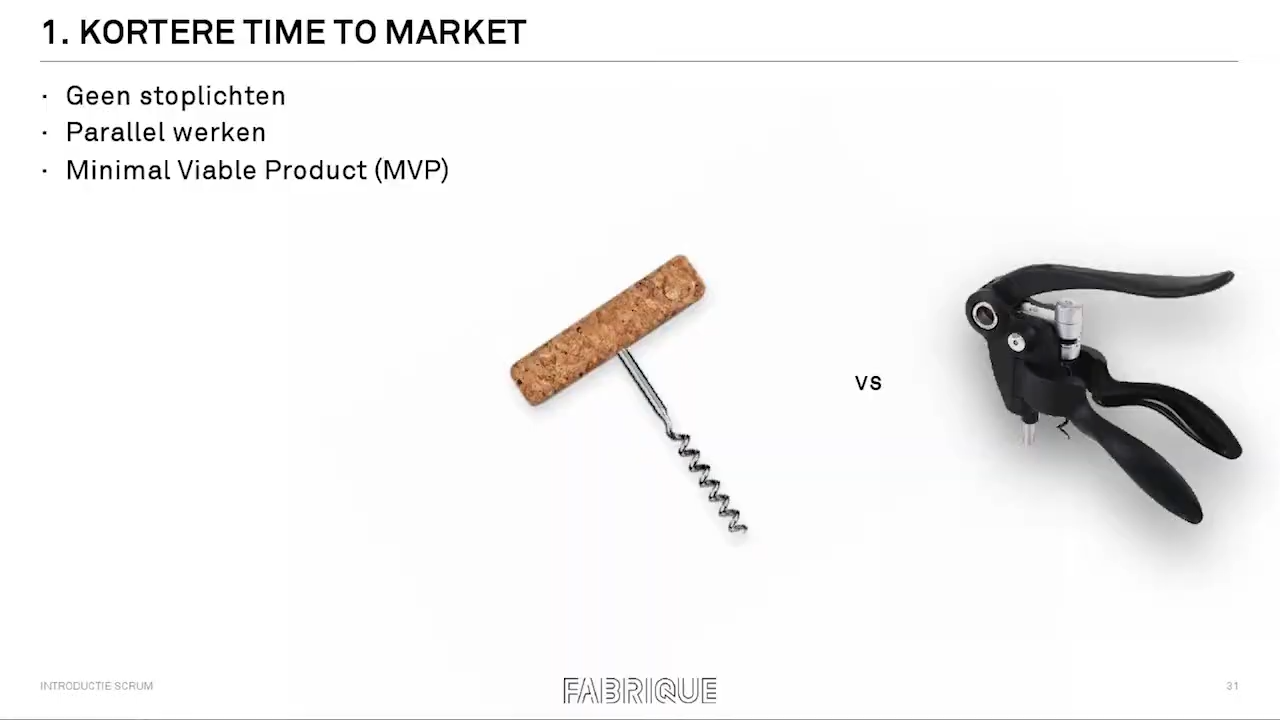 1. KORTERE TIME TO MARKET
· Geen stoplichten
· Parallel werken
· Minimal Viable Product (MVP)
vs
INTRODUCTIE SCRUM
FABRIQUE
31